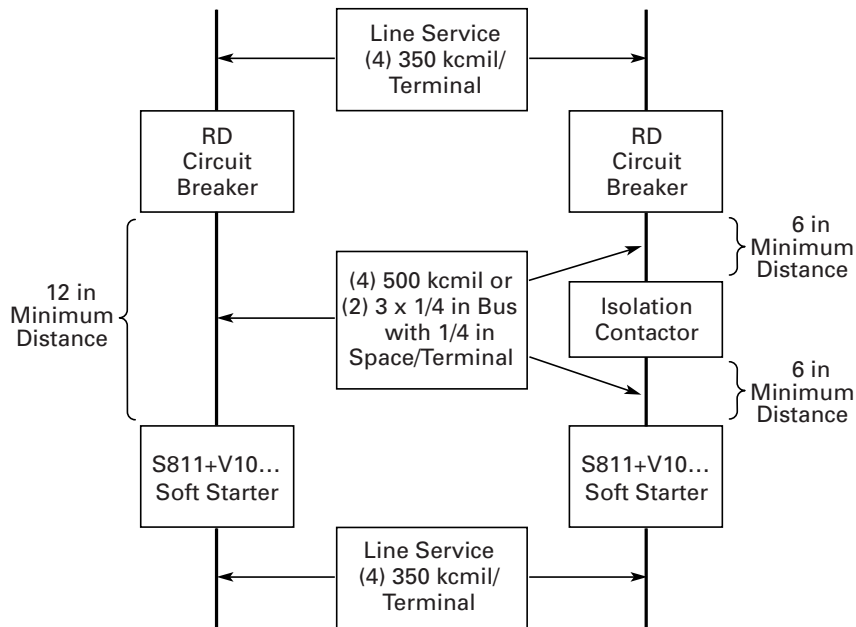 Line Service
(4) 350 kcmil/
Terminal
RD
Circuit
Breaker
RD
Circuit
Breaker
12 in
Minimum
Distance
(4) 500 kcmil or
(2) 3 x 1/4 in Bus
with 1/4 in
Space/Terminal
6 in
Minimum
Distance
Isolation
Contactor
6 in
Minimum
Distance
S811+V10...
Soft Starter
S811+V10...
Soft Starter
Line Service
(4) 350 kcmil/
Terminal